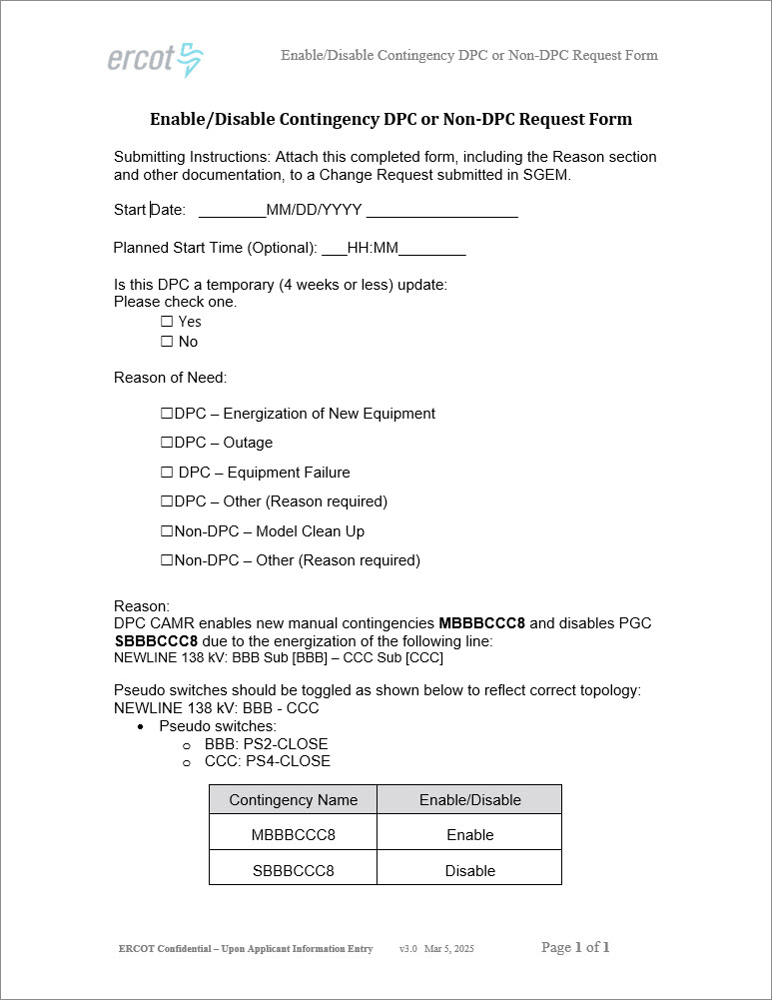 ercot
Enable/Disable Contingency DPC or Non-DPC Request Form
Enable/Disable Contingency DPC or Non-DPC Request Form
Submitting Instructions: Attach this completed form, including the Reason section
and other documentation, to a Change Request submitted in SGEM.
Start Date: ________MM/DD/YYYY __________________
Planned Start Time (Optional): ___HH:MM________
Is this DPC a temporary (4 weeks or less) update:
Please check one.
☐ Yes
☐ No
Reason of Need:
☐DPC – Energization of New Equipment
☐DPC – Outage
☐ DPC – Equipment Failure
☐DPC – Other (Reason required)
☐Non-DPC – Model Clean Up
☐Non-DPC – Other (Reason required)
Reason:
DPC CAMR enables new manual contingencies MBBBCCC8 and disables PGC
SBBBCCC8 due to the energization of the following line:
NEWLINE 138 kV: BBB Sub [BBB] – CCC Sub [CCC]
Pseudo switches should be toggled as shown below to reflect correct topology:
NEWLINE 138 kV: BBB - CCC
• Pseudo switches:
o BBB: PS2-CLOSE
o CCC: PS4-CLOSE
Contingency Name Enable/Disable
MBBBCCC8 Enable
SBBBCCC8 Disable
ERCOT Confidential – Upon Applicant Information Entry v3.0 Mar 5, 2025 Page 1 of 1